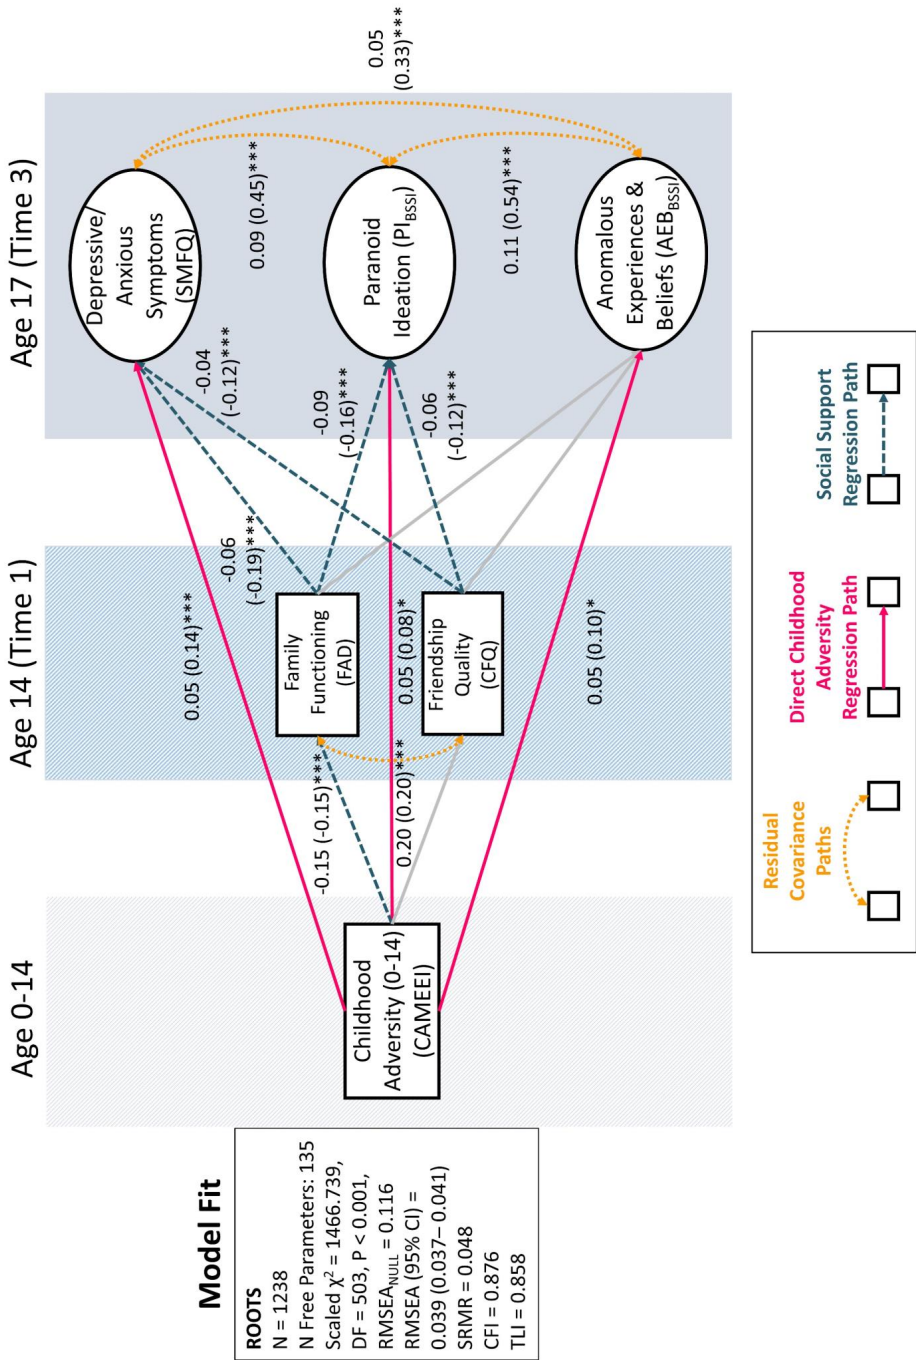 Model Fit
ROOTS
N = 1238
N Free Parameters: 135
Scaled χ² = 1466.739,
DF = 503, P < 0.001,
RMSEA_NULL = 0.116
RMSEA (95% CI) =
0.039 (0.037– 0.041)
SRMR = 0.048
CFI = 0.876
TLI = 0.858
Age 0-14
Age 14 (Time 1)
Age 17 (Time 3)
Childhood
Adversity (0-14)
(CAMEEI)
Family
Functioning
(FAD)
Friendship
Quality
(CFQ)
Depressive/
Anxious
Symptoms
(SMFQ)
Paranoid
Ideation (PI_BSSI)
Anomalous
Experiences &
Beliefs (AEB_BSSI)
0.05 (0.14)***
-0.15 (-0.15)***
0.20 (0.20)***
0.05 (0.08)*
0.05 (0.10)*
-0.06
(-0.19)***
-0.04
(-0.12)***
-0.09
(-0.16)***
-0.06
(-0.12)***
0.09 (0.45)***
0.11 (0.54)***
0.05
(0.33)***
Residual
Covariance
Paths
Direct Childhood
Adversity
Regression Path
Social Support
Regression Path